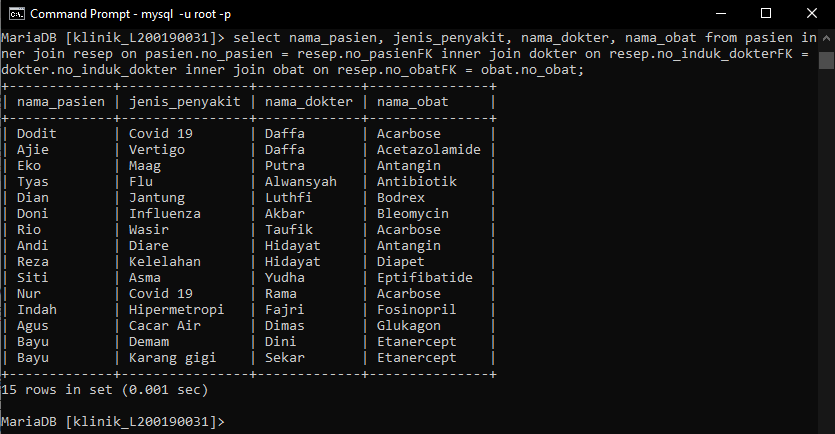 Command Prompt - mysql -u root -p
MariaDB [klinik_L200190031]> select nama_pasien, jenis_penyakit, nama_dokter, nama_obat from pasien in
ner join resep on pasien.no_pasien = resep.no_pasienFK inner join dokter on resep.no_induk_dokterFK =
dokter.no_induk_dokter inner join obat on resep.no_obatFK = obat.no_obat;
+-------------+----------------+-------------+---------------+
| nama_pasien | jenis_penyakit | nama_dokter | nama_obat     |
+-------------+----------------+-------------+---------------+
| Dodit       | Covid 19       | Daffa       | Acarbose      |
| Ajie        | Vertigo        | Daffa       | Acetazolamide |
| Eko         | Maag           | Putra       | Antangin      |
| Tyas        | Flu            | Alwansyah   | Antibiotik    |
| Dian        | Jantung        | Luthfi      | Bodrex        |
| Doni        | Influenza      | Akbar       | Bleomycin     |
| Rio         | Wasir          | Taufik      | Acarbose      |
| Andi        | Diare          | Hidayat     | Antangin      |
| Reza        | Kelelahan      | Hidayat     | Diapet        |
| Siti        | Asma           | Yudha       | Eptifibatide  |
| Nur         | Covid 19       | Rama        | Acarbose      |
| Indah       | Hipermetropi   | Fajri       | Fosinopril    |
| Agus        | Cacar Air      | Dimas       | Glukagon      |
| Bayu        | Demam          | Dini        | Etanercept    |
| Bayu        | Karang gigi    | Sekar       | Etanercept    |
+-------------+----------------+-------------+---------------+
15 rows in set (0.001 sec)
MariaDB [klinik_L200190031]>